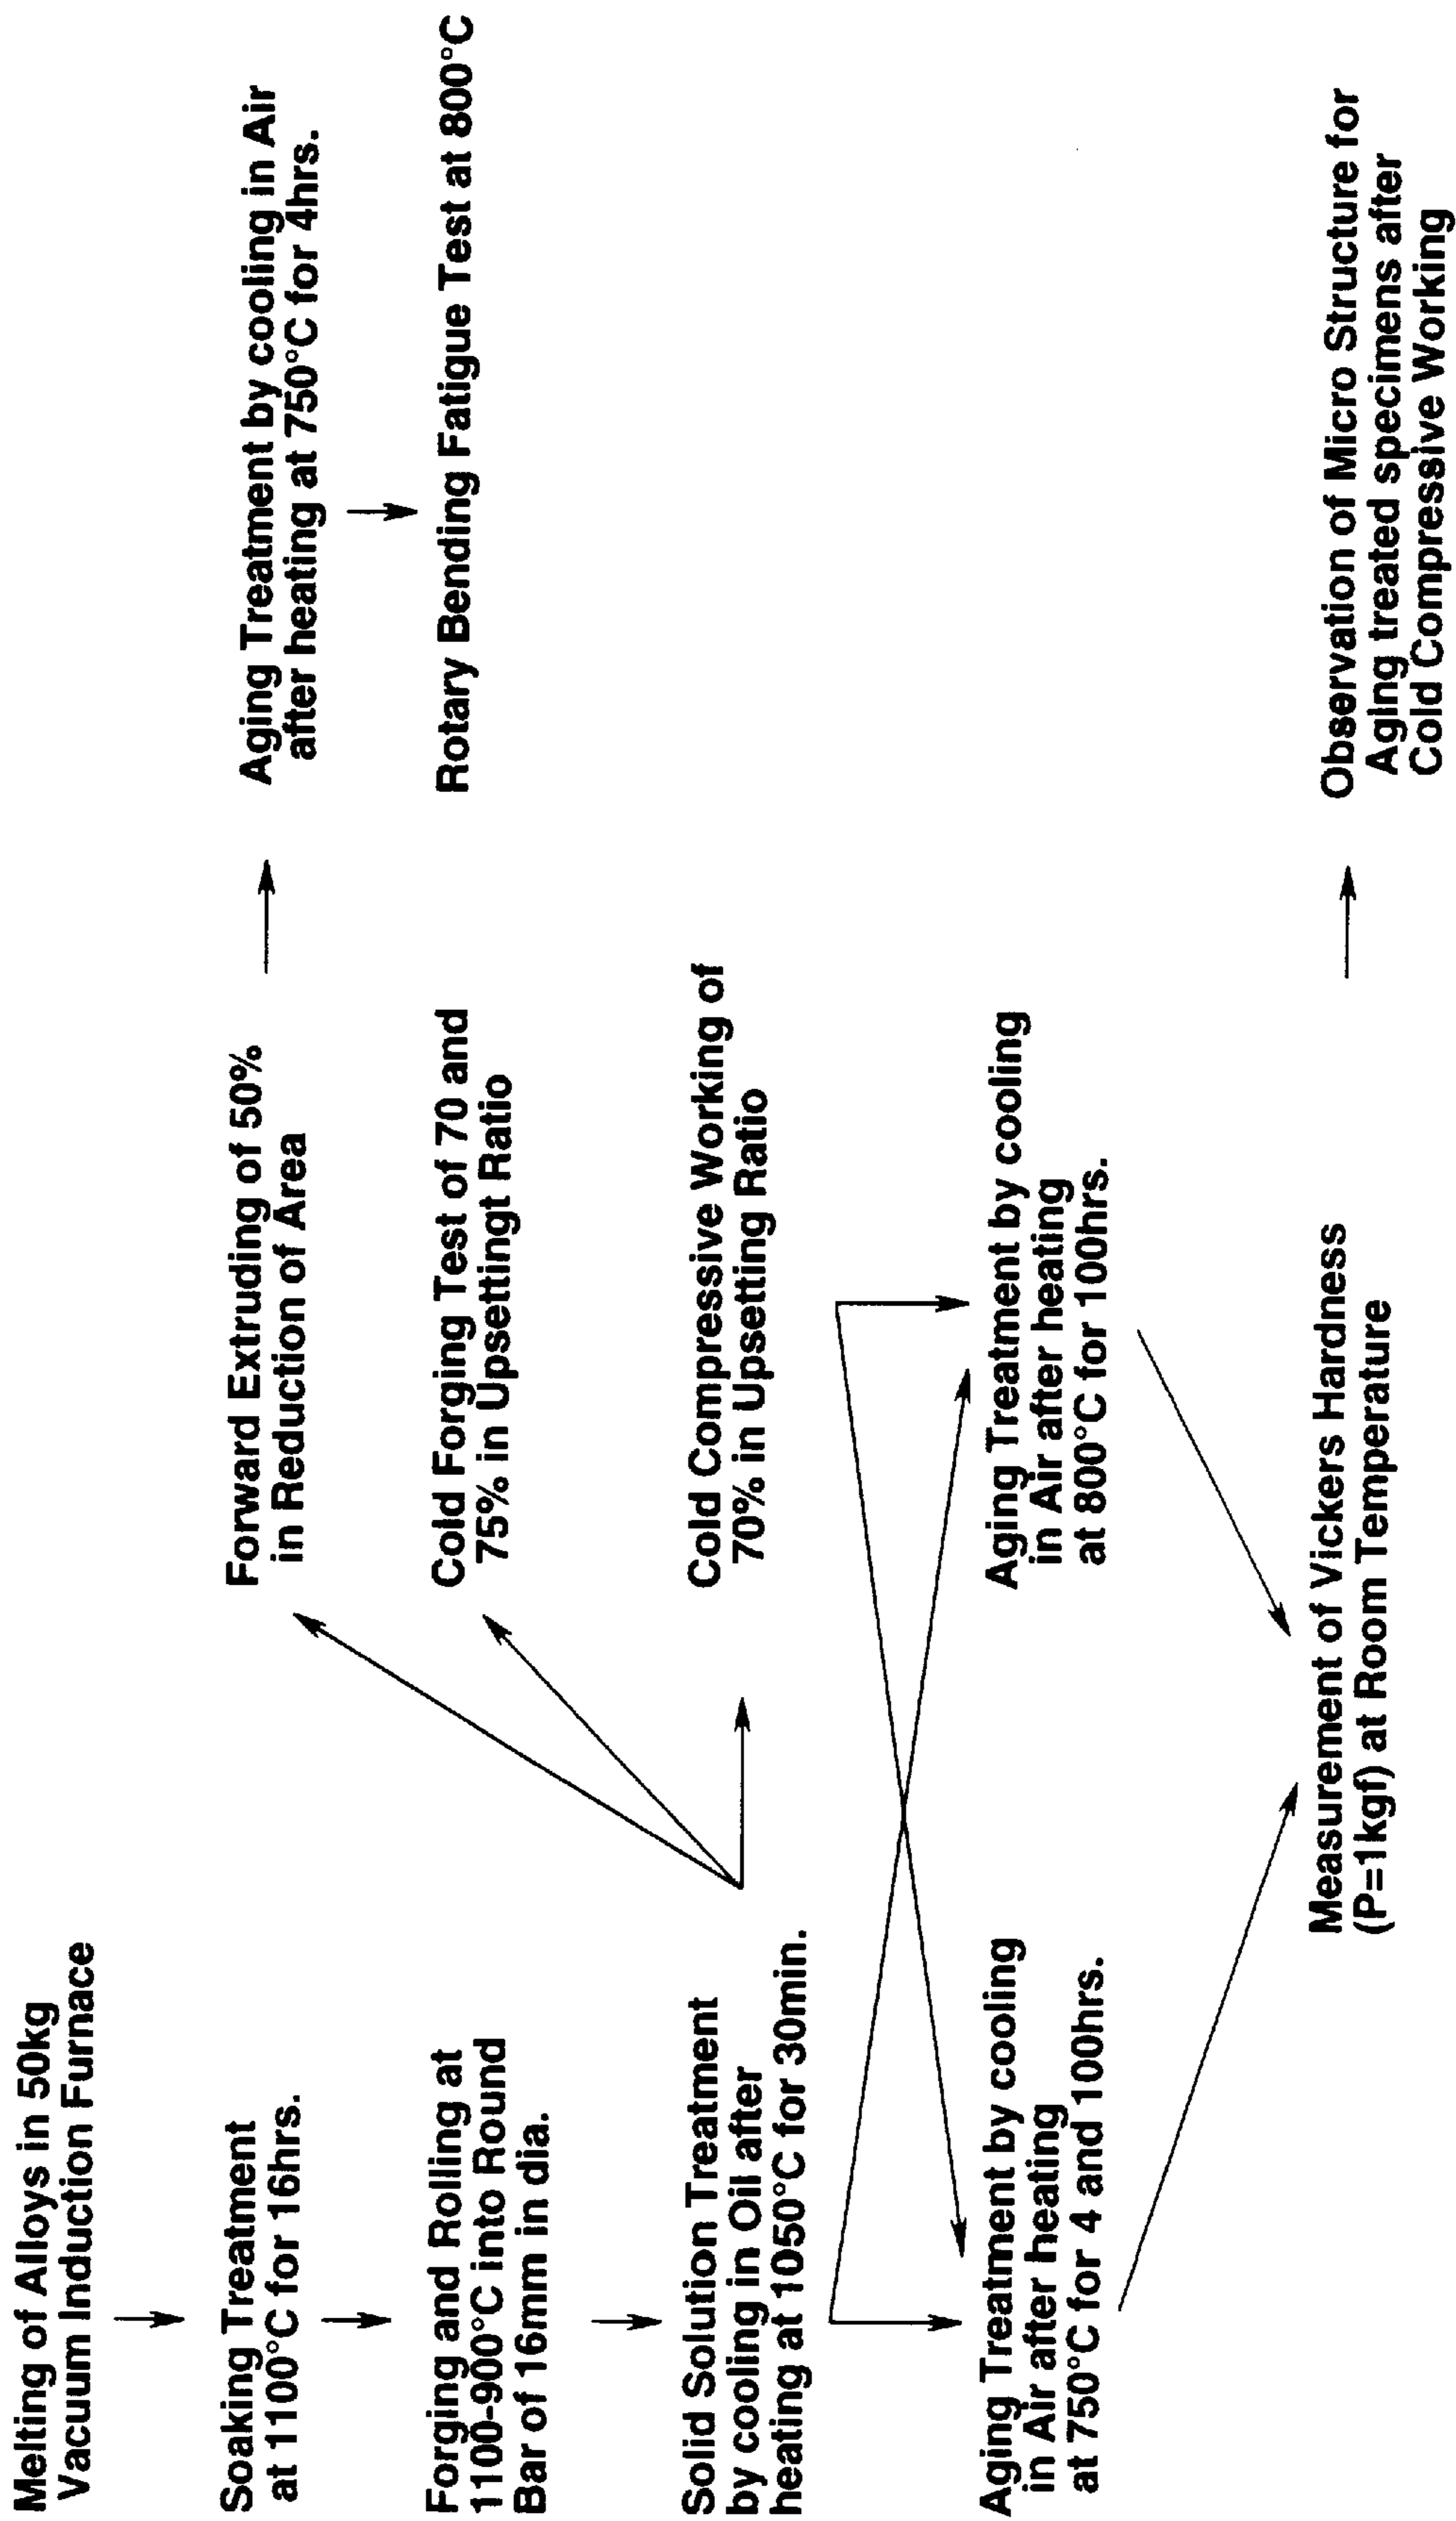 Melting of Alloys in 50kg
Vacuum Induction Furnace
Soaking Treatment
at 1100°C for 16hrs.
Forging and Rolling at
1100-900°C into Round
Bar of 16mm in dia.
Solid Solution Treatment
by cooling in Oil after
heating at 1050°C for 30min.
Forward Extruding of 50%
in Reduction of Area
Aging Treatment by cooling in Air
after heating at 750°C for 4hrs.
Rotary Bending Fatigue Test at 800°C
Cold Forging Test of 70 and
75% in Upsettingt Ratio
Cold Compressive Working of
70% in Upsetting Ratio
Aging Treatment by cooling
in Air after heating
at 750°C for 4 and 100hrs.
Aging Treatment by cooling
in Air after heating
at 800°C for 100hrs.
Measurement of Vickers Hardness
(P=1kgf) at Room Temperature
Observation of Micro Structure for
Aging treated specimens after
Cold Compressive Working